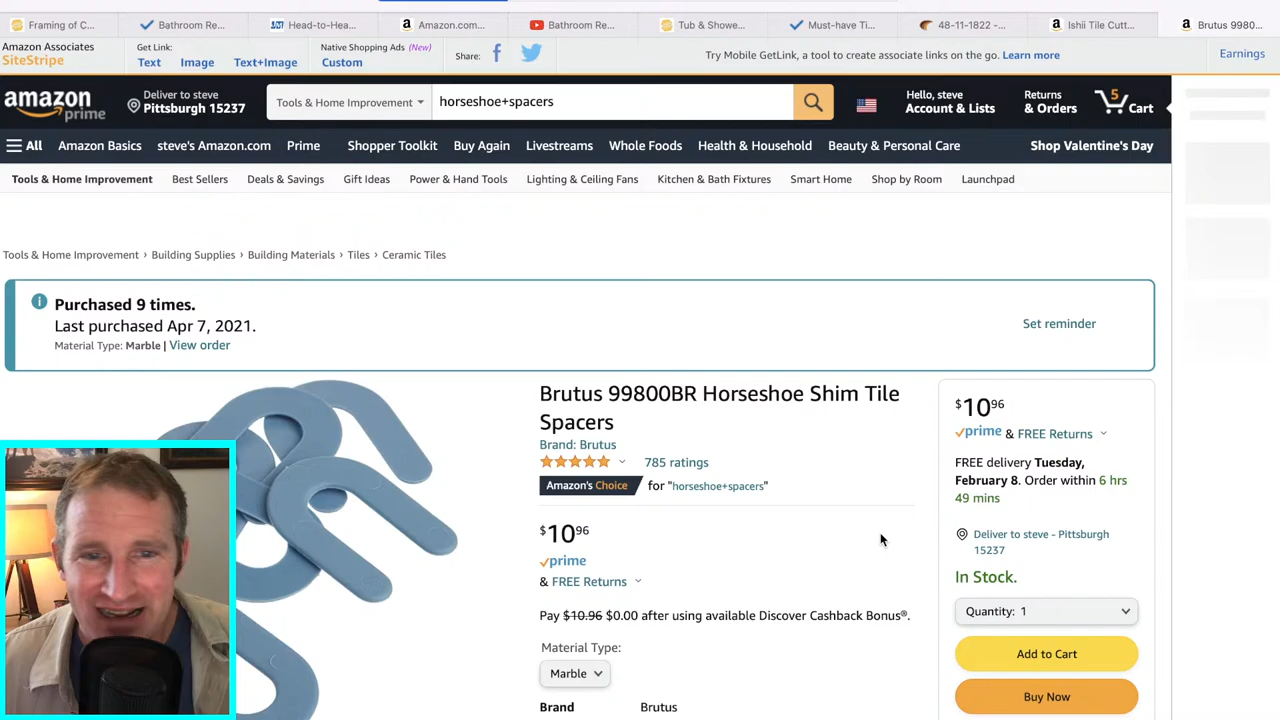 Framing of C...
Bathroom Re...
Head-to-Hea...
Amazon.com...
Bathroom Re...
Tub & Showe...
Must-have Ti...
48-11-1822 -...
Ishii Tile Cutt...
Brutus 9980...
Amazon Associates
SiteStripe
Get Link:
Text
Image
Text+Image
Native Shopping Ads (New)
Custom
Share:
Try Mobile GetLink, a tool to create associate links on the go. Learn more
Earnings
amazon
prime
Deliver to steve
Pittsburgh 15237
Tools & Home Improvement
horseshoe+spacers
Hello, steve
Account & Lists
Returns
& Orders
5
Cart
All
Amazon Basics
steve's Amazon.com
Prime
Shopper Toolkit
Buy Again
Livestreams
Whole Foods
Health & Household
Beauty & Personal Care
Shop Valentine's Day
Tools & Home Improvement
Best Sellers
Deals & Savings
Gift Ideas
Power & Hand Tools
Lighting & Ceiling Fans
Kitchen & Bath Fixtures
Smart Home
Shop by Room
Launchpad
Tools & Home Improvement › Building Supplies › Building Materials › Tiles › Ceramic Tiles
Purchased 9 times.
Last purchased Apr 7, 2021.
Material Type: Marble | View order
Set reminder
Brutus 99800BR Horseshoe Shim Tile
Spacers
Brand: Brutus
785 ratings
Amazon's Choice for "horseshoe+spacers"
$10 96
prime
& FREE Returns
Pay $10.96 $0.00 after using available Discover Cashback Bonus®.
Material Type:
Marble
Brand Brutus
$10 96
prime & FREE Returns
FREE delivery Tuesday,
February 8. Order within 6 hrs
49 mins
Deliver to steve - Pittsburgh
15237
In Stock.
Quantity: 1
Add to Cart
Buy Now